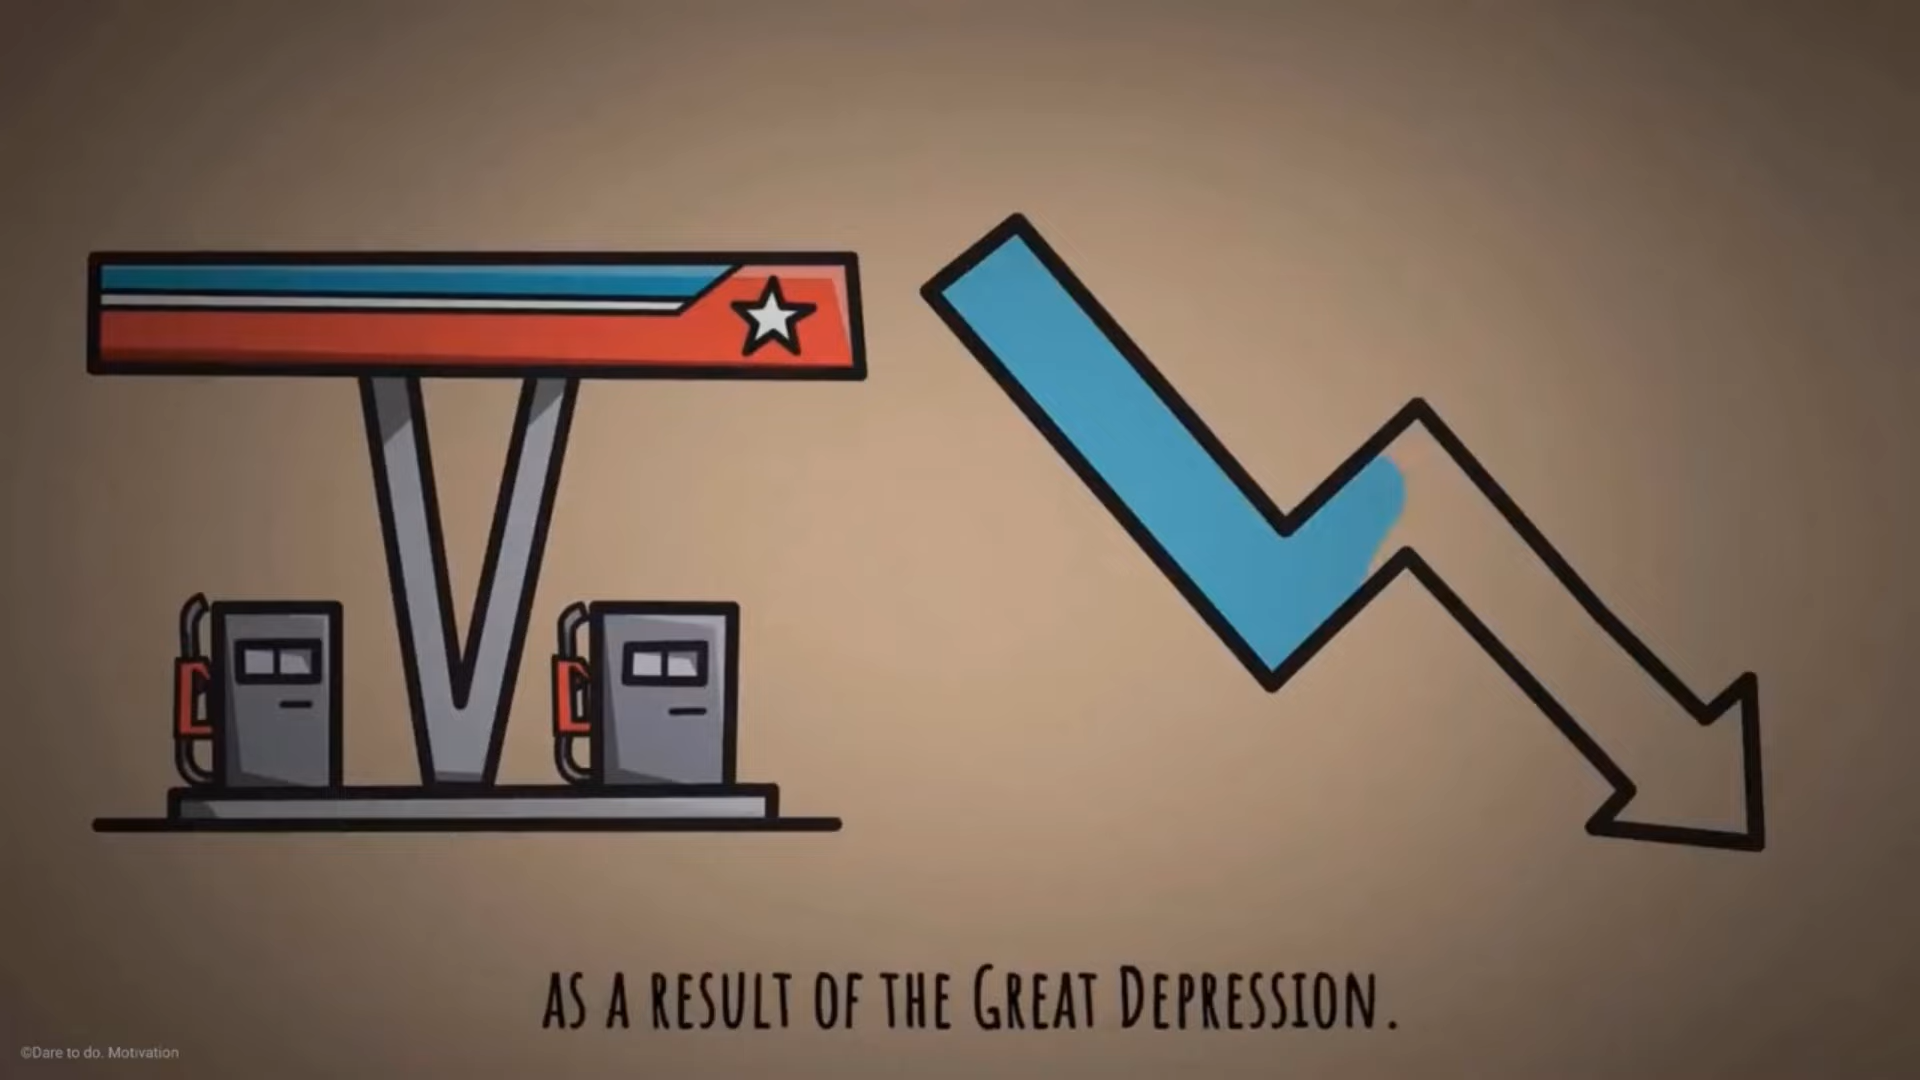 as a result of the Great Depression.
©Dare to do. Motivation